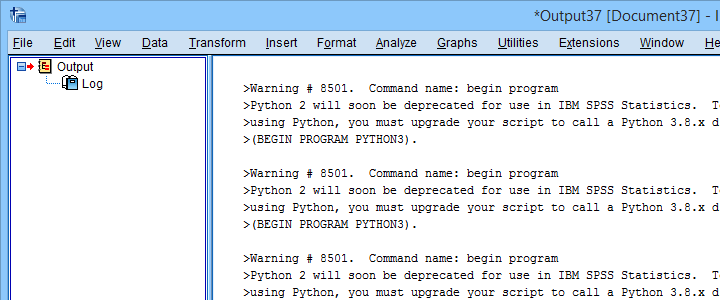 *Output37 [Document37] - I
File Edit View Data Transform Insert Format Analyze Graphs Utilities Extensions Window He
Output
Log
>Warning # 8501. Command name: begin program
>Python 2 will soon be deprecated for use in IBM SPSS Statistics. T
>using Python, you must upgrade your script to call a Python 3.8.x d
>(BEGIN PROGRAM PYTHON3).
>Warning # 8501. Command name: begin program
>Python 2 will soon be deprecated for use in IBM SPSS Statistics. T
>using Python, you must upgrade your script to call a Python 3.8.x d
>(BEGIN PROGRAM PYTHON3).
>Warning # 8501. Command name: begin program
>Python 2 will soon be deprecated for use in IBM SPSS Statistics. T
>using Python, you must upgrade your script to call a Python 3.8.x d